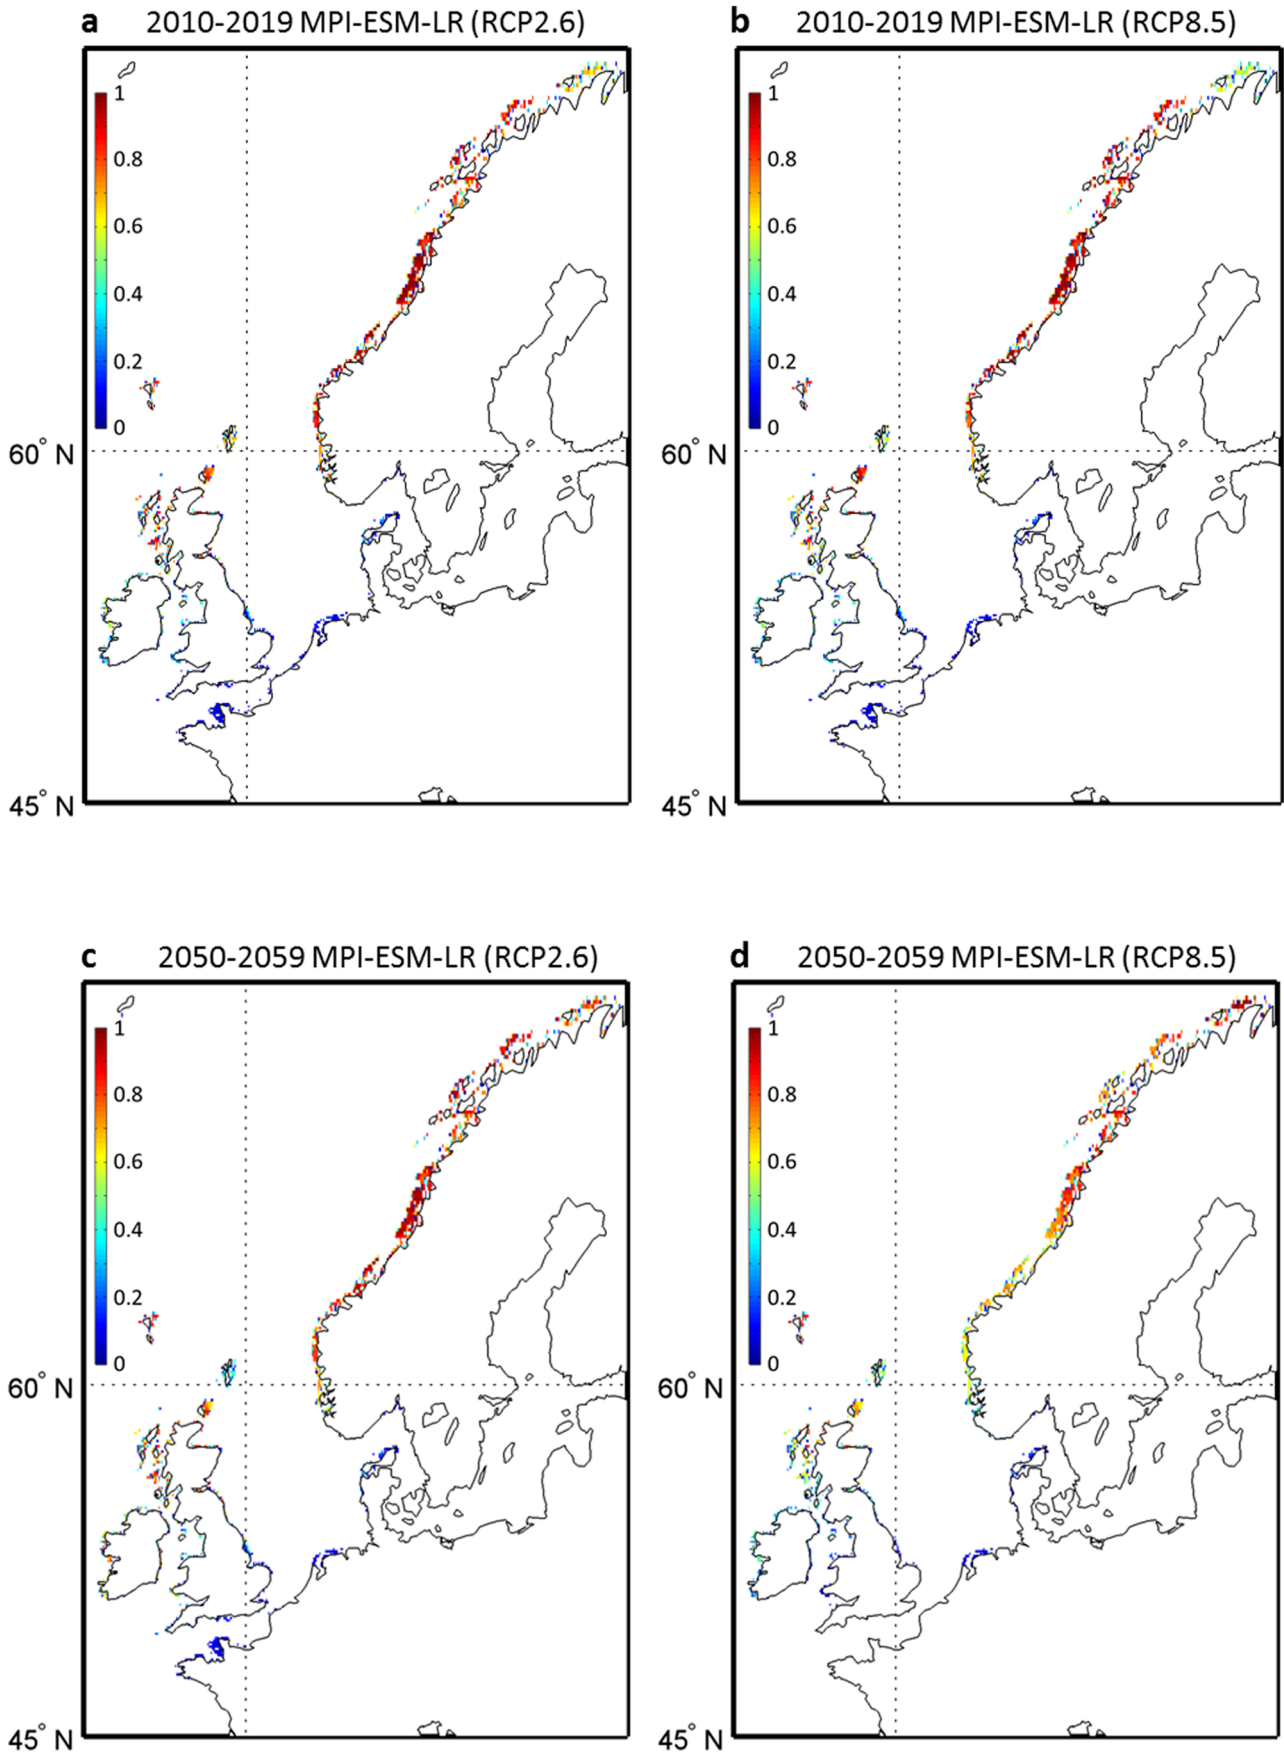 a 2010-2019 MPI-ESM-LR (RCP2.6)
b 2010-2019 MPI-ESM-LR (RCP8.5)
1
0.8
0.6
0.4
0.2
0
60° N
45° N
1
0.8
0.6
0.4
0.2
0
60° N
45° N
c 2050-2059 MPI-ESM-LR (RCP2.6)
d 2050-2059 MPI-ESM-LR (RCP8.5)
1
0.8
0.6
0.4
0.2
0
60° N
45° N
1
0.8
0.6
0.4
0.2
0
60° N
45° N